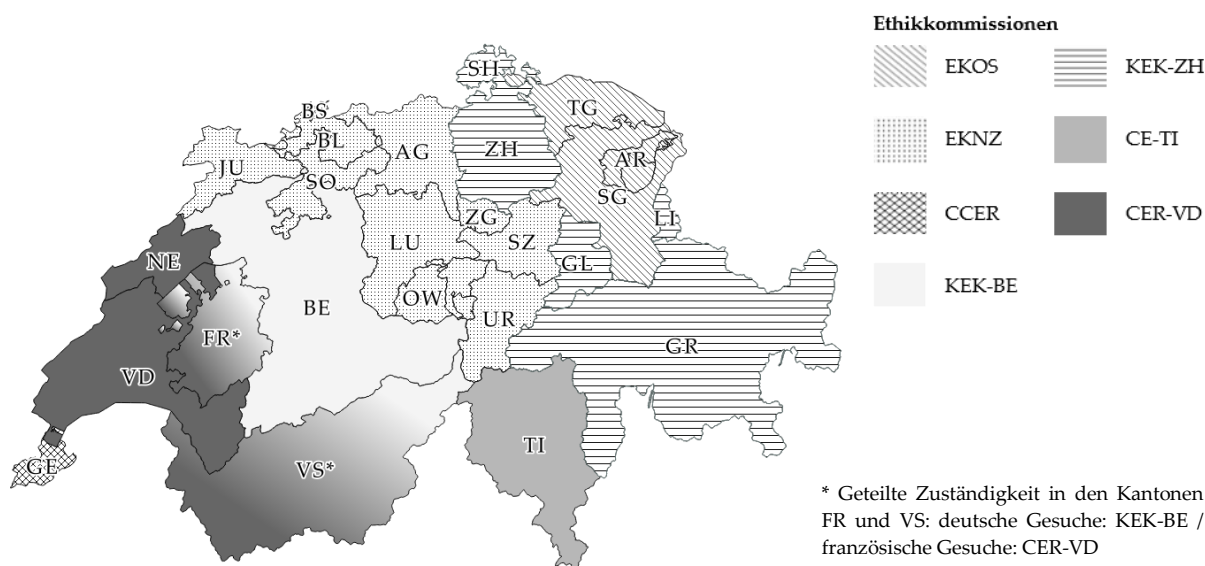 Ethikkommissionen
EKOS
KEK-ZH
EKNZ
CE-TI
CCER
CER-VD
KEK-BE
SH
TG
BS
BL
AG
ZH
AR
JU
SO
SG
ZG
LI
LU
SZ
NE
GL
OW
BE
UR
FR*
GR
VD
TI
GE
VS*
* Geteilte Zuständigkeit in den Kantonen
FR und VS: deutsche Gesuche: KEK-BE /
französische Gesuche: CER-VD